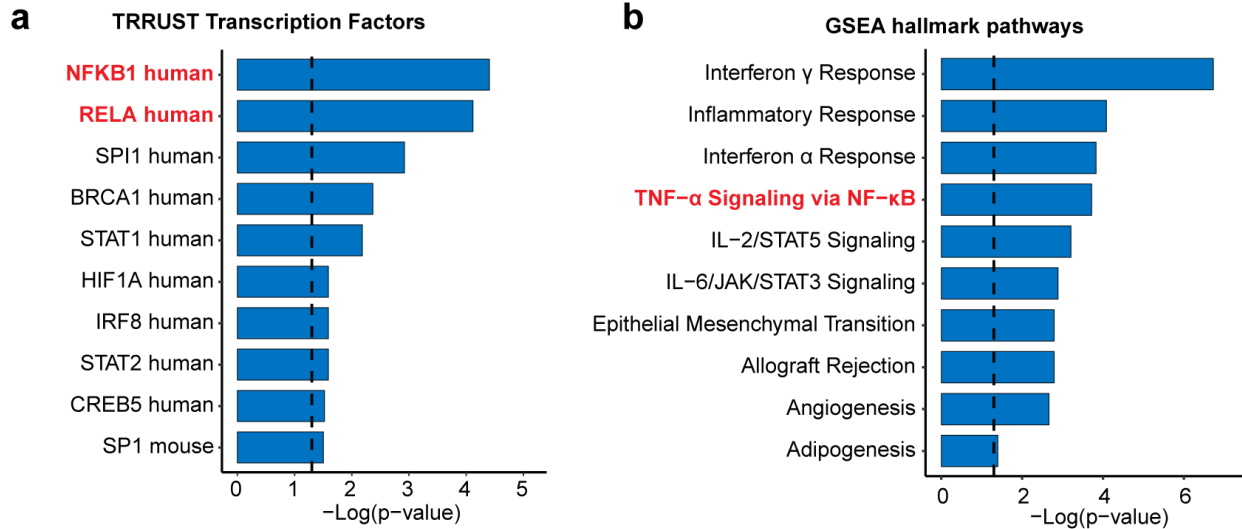 a
TRRUST Transcription Factors
NFKB1 human
RELA human
SPI1 human
BRCA1 human
STAT1 human
HIF1A human
IRF8 human
STAT2 human
CREB5 human
SP1 mouse
0 1 2 3 4 5
−Log(p−value)
b
GSEA hallmark pathways
Interferon γ Response
Inflammatory Response
Interferon α Response
TNF−α Signaling via NF−κB
IL−2/STAT5 Signaling
IL−6/JAK/STAT3 Signaling
Epithelial Mesenchymal Transition
Allograft Rejection
Angiogenesis
Adipogenesis
0 2 4 6
−Log(p−value)